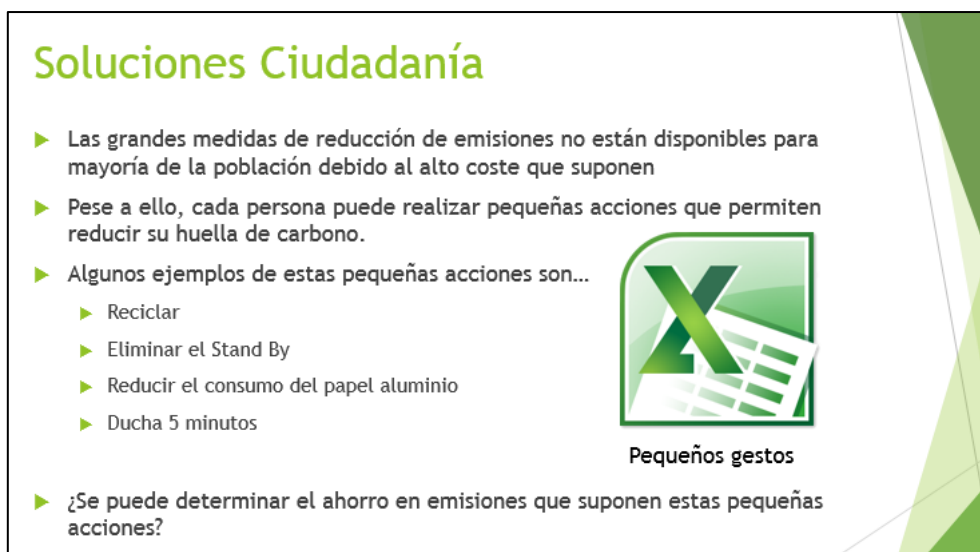 Soluciones Ciudadanía
Las grandes medidas de reducción de emisiones no están disponibles para
mayoría de la población debido al alto coste que suponen
Pese a ello, cada persona puede realizar pequeñas acciones que permiten
reducir su huella de carbono.
Algunos ejemplos de estas pequeñas acciones son…
Reciclar
Eliminar el Stand By
Reducir el consumo del papel aluminio
Ducha 5 minutos
Pequeños gestos
¿Se puede determinar el ahorro en emisiones que suponen estas pequeñas
acciones?